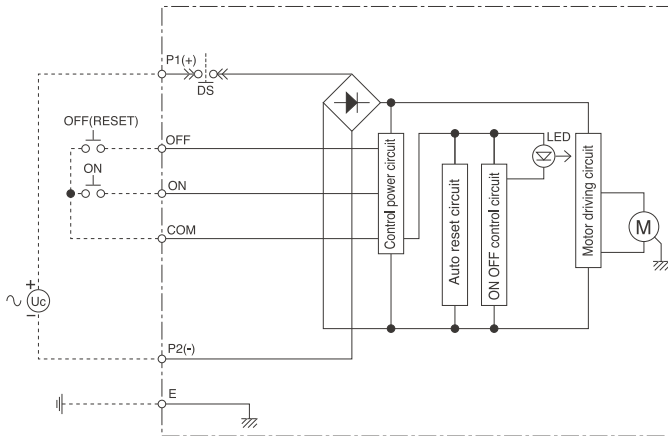 P1(+)
DS
OFF(RESET)
OFF
ON
ON
COM
LED
Control power circuit
Auto reset circuit
ON OFF control circuit
Motor driving circuit
M
+
Uc
−
P2(-)
E